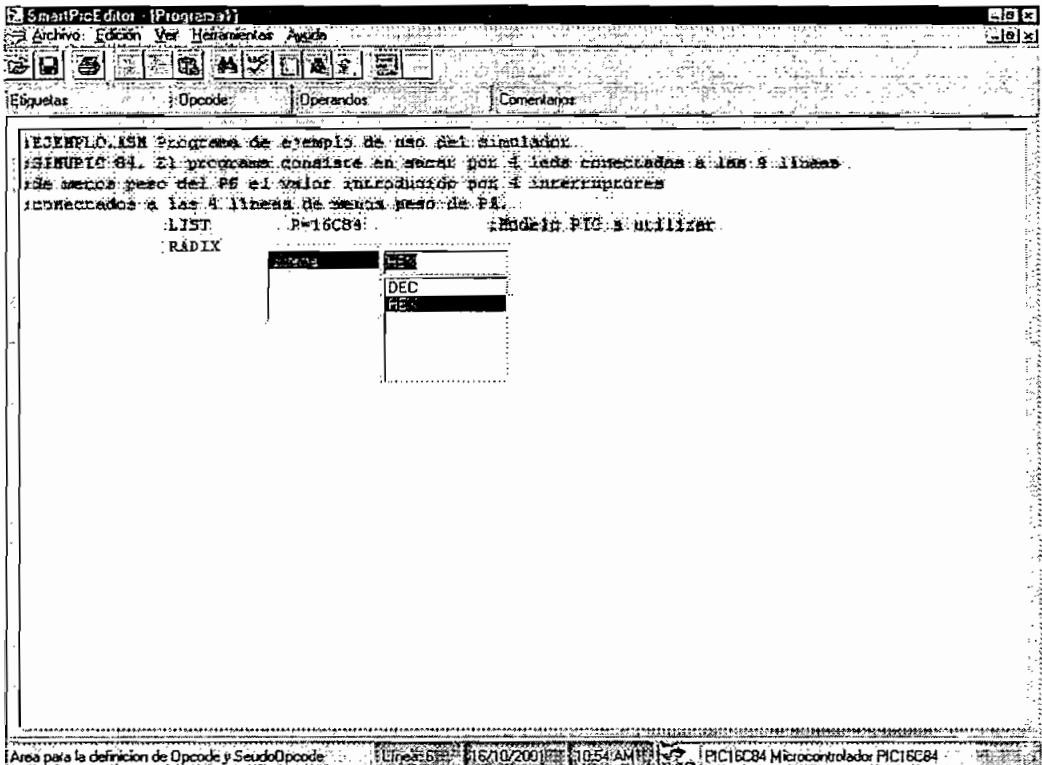 SmartPicEditor - [Programa1]
Archivo Edición Ver Herramientas Ayuda
Etiquetas Opcode Operandos Comentarios
;EJEMPLO.ASM Programa de ejemplo de uso del simulador
;SIMUPIC 84. El programa consiste en sacar por 4 leds conectados a las 4 lineas
;de menos peso del el valor introducido por 4 interruptores
;conectados a las 4 lineas de menos peso de
LIST P=16C84 ;Modelo PIC a utilizar
RADIX
HEX
DEC
HEX
Area para la definicion de Opcode y SeudoOpcode Linea: 6 16/10/2001 10:54 AM PIC16C84 Microcontrolador PIC16C84